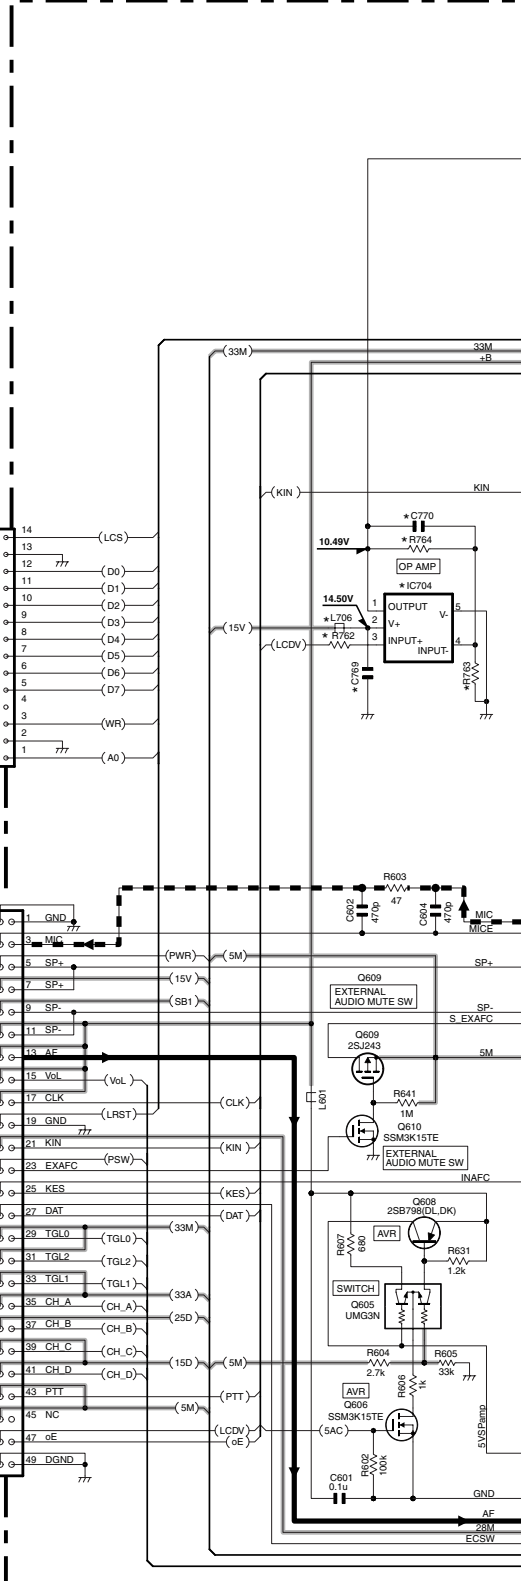 33M
(33M)
+B
(KIN)
KIN
14
13
12
11
10
9
8
7
6
5
4
3
2
1
(LCS)
(D0)
(D1)
(D2)
(D3)
(D4)
(D5)
(D6)
(D7)
(WR)
(A0)
* C770
* R764
10.49V
OP AMP
* IC704
14.50V
1 OUTPUT
2 V+
3 INPUT+
5 V-
4 INPUT-
(15V)
* L706
* R762
(LCDV)
* C769
* R763
R603
47
C602
470p
C604
470p
MIC
MICE
1 GND
3 MIC
5 SP+
7 SP+
9 SP-
11 SP-
13 AF
15 VoL
17 CLK
19 GND
21 KIN
23 EXAFC
25 KES
27 DAT
29 TGL0
31 TGL2
33 TGL1
35 CH_A
37 CH_B
39 CH_C
41 CH_D
43 PTT
45 NC
47 oE
49 DGND
(PWR)
(5M)
SP+
(15V)
(SB1)
Q609
EXTERNAL
AUDIO MUTE SW
SP-
S_EXAFC
Q609
2SJ243
5M
(VoL)
(CLK)
(LRST)
L601
R641
1M
Q610
SSM3K15TE
EXTERNAL
AUDIO MUTE SW
(KIN)
(PSW)
INAFC
(KES)
(DAT)
Q608
2SB798(DL,DK)
AVR
R607
680
R631
1.2k
(33M)
(TGL0)
(TGL2)
(TGL1)
(33A)
(CH_A)
(25D)
(CH_B)
(CH_C)
(15D)
(5M)
(CH_D)
SWITCH
Q605
UMG3N
R604
2.7k
R605
33k
R606
1k
AVR
Q606
SSM3K15TE
(PTT)
(5M)
(LCDV)
(oE)
(5AC)
R602
100k
C601
0.1u
5VSPamp
GND
AF
28M
ECSW